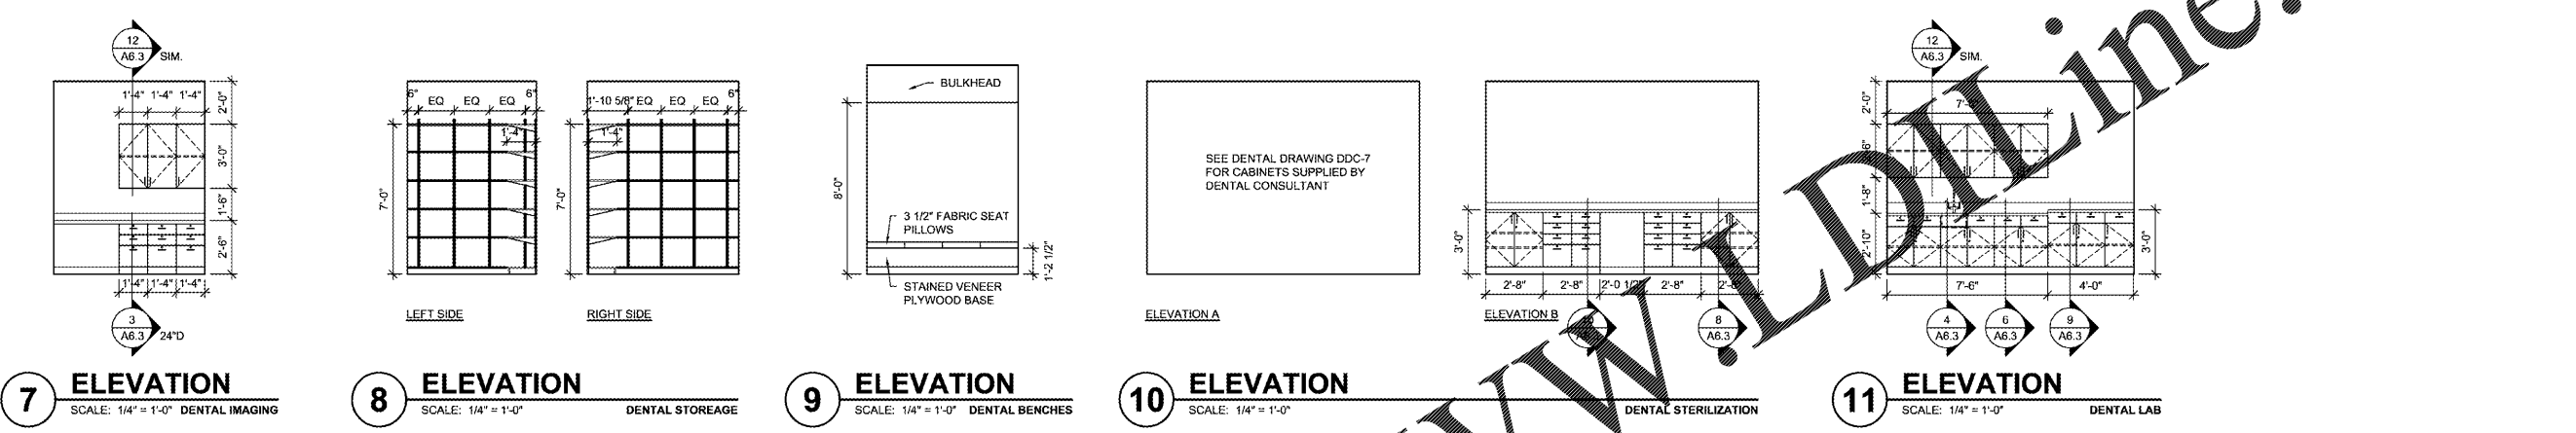 12
A6.3
SIM.
1'-4" 1'-4" 1'-4"
2'-0"
3'-0"
1'-6"
2'-6"
1'-4" 1'-4" 1'-4"
3
A6.3
24"D
7
ELEVATION
SCALE: 1/4" = 1'-0" DENTAL IMAGING
6" EQ EQ EQ 6"
1'-4"
7'-0"
LEFT SIDE
1'-10 5/8" EQ EQ EQ 6"
1'-4"
7'-0"
RIGHT SIDE
8
ELEVATION
SCALE: 1/4" = 1'-0" DENTAL STOREAGE
BULKHEAD
8'-0"
3 1/2" FABRIC SEAT
PILLOWS
1'-2 1/2"
STAINED VENEER
PLYWOOD BASE
9
ELEVATION
SCALE: 1/4" = 1'-0" DENTAL BENCHES
SEE DENTAL DRAWING DDC-7
FOR CABINETS SUPPLIED BY
DENTAL CONSULTANT
ELEVATION A
3'-0"
2'-8" 2'-8" 2'-0 1/2" 2'-8" 2'-8"
ELEVATION B
8
A6.3
10
ELEVATION
SCALE: 1/4" = 1'-0" DENTAL STERILIZATION
12
A6.3
SIM.
2'-0"
7'-6"
1'-8"
2'-10"
3'-0"
7'-6" 4'-0"
4
A6.3
6
A6.3
9
A6.3
11
ELEVATION
SCALE: 1/4" = 1'-0" DENTAL LAB